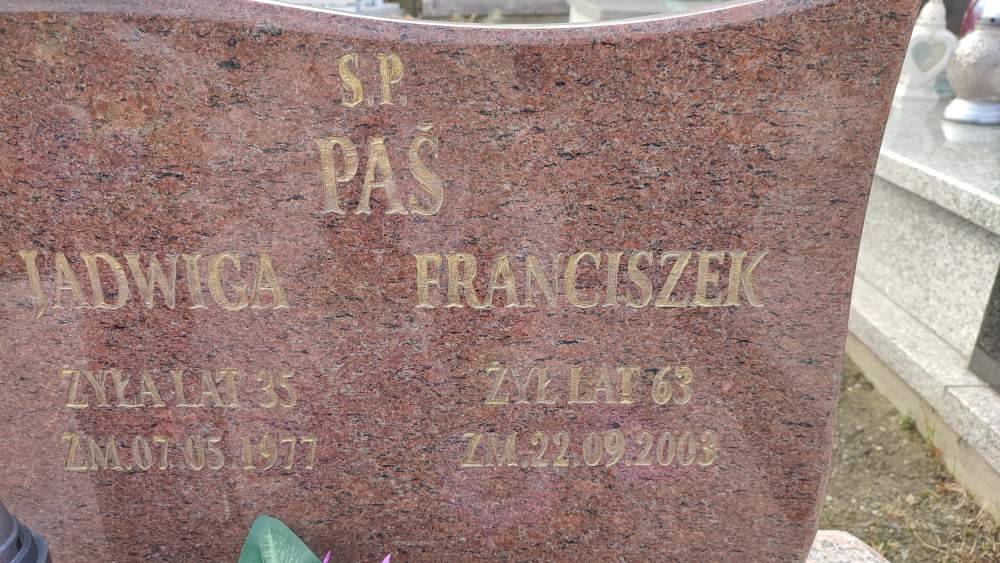 Ś.P.
PAŚ
JADWIGA FRANCISZEK
ŻYŁA LAT 35 ŻYŁ LAT 63
ZM.07.05.1977 ZM.22.09.2003